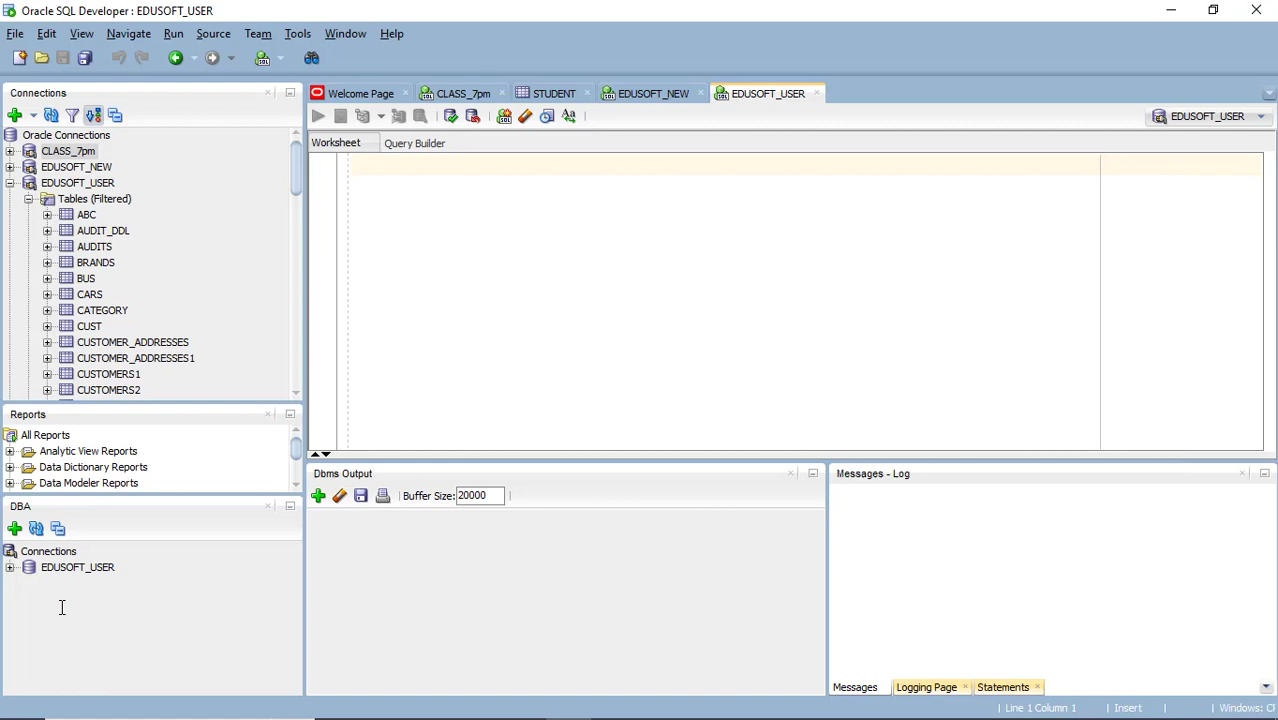 Oracle SQL Developer : EDUSOFT_USER
File Edit View Navigate Run Source Team Tools Window Help
Connections
Oracle Connections
CLASS_7pm
EDUSOFT_NEW
EDUSOFT_USER
Tables (Filtered)
ABC
AUDIT_DDL
AUDITS
BRANDS
BUS
CARS
CATEGORY
CUST
CUSTOMER_ADDRESSES
CUSTOMER_ADDRESSES1
CUSTOMERS1
CUSTOMERS2
Reports
All Reports
Analytic View Reports
Data Dictionary Reports
Data Modeler Reports
DBA
Connections
EDUSOFT_USER
Welcome Page CLASS_7pm STUDENT EDUSOFT_NEW EDUSOFT_USER
EDUSOFT_USER
Worksheet Query Builder
Dbms Output
Buffer Size: 20000
Messages - Log
Messages Logging Page Statements
Line 1 Column 1 Insert Windows: